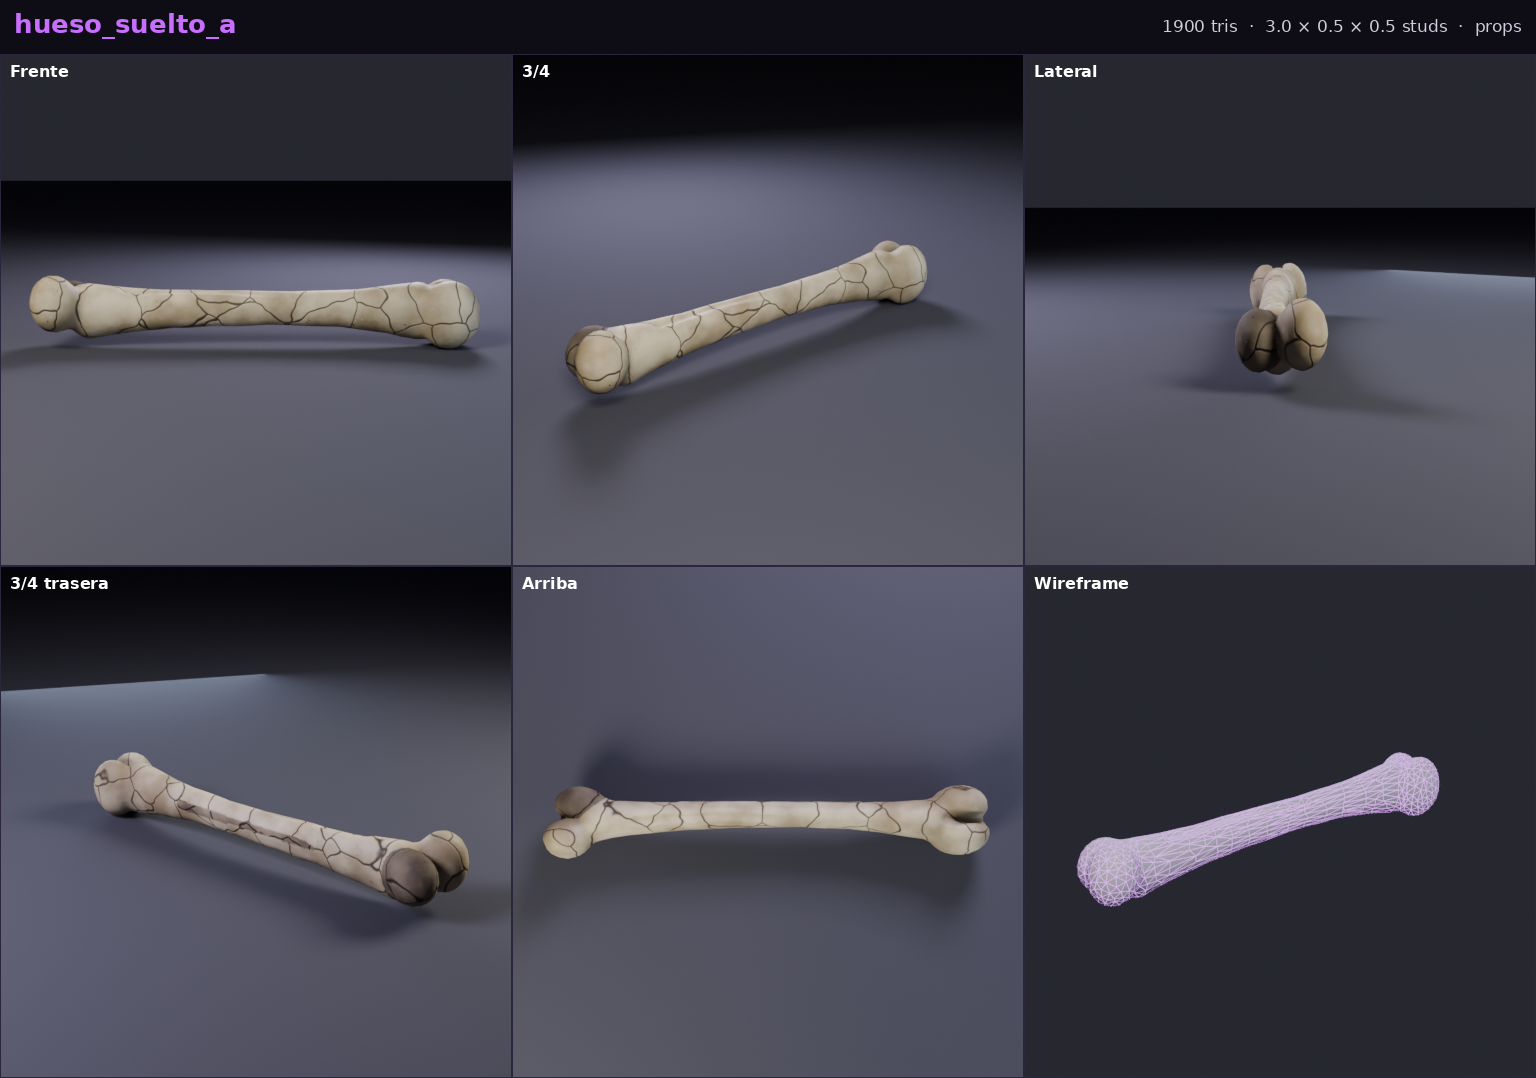 hueso_suelto_a
1900 tris · 3.0 × 0.5 × 0.5 studs · props
Frente
3/4
Lateral
3/4 trasera
Arriba
Wireframe